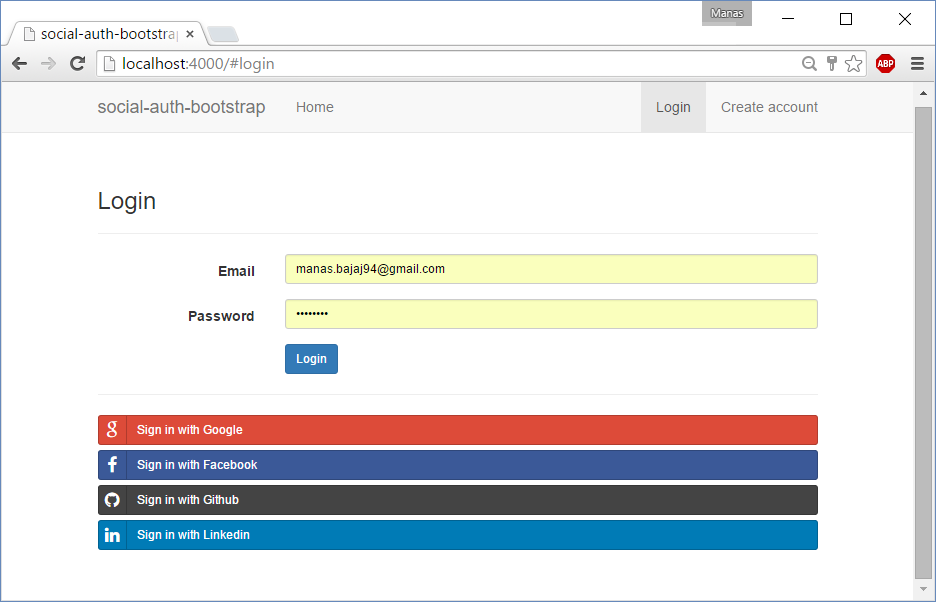 Manas
social-auth-bootstra
localhost:4000/#login
ABP
social-auth-bootstrap Home Login Create account
Login
Email manas.bajaj94@gmail.com
Password ••••••••
Login
Sign in with Google
Sign in with Facebook
Sign in with Github
Sign in with Linkedin